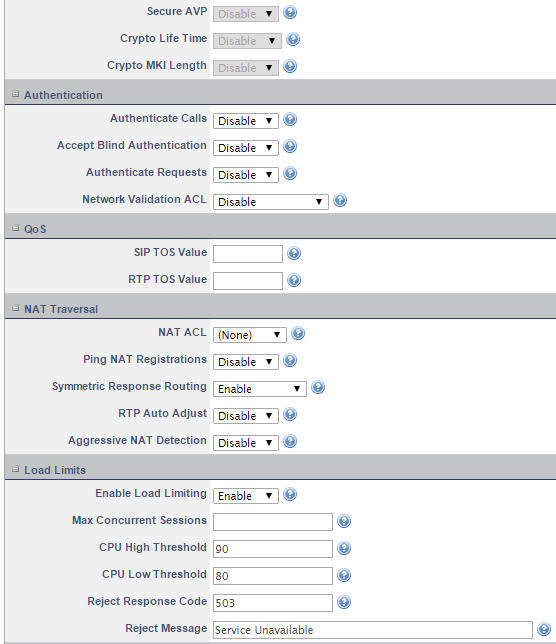 Secure AVP Disable
Crypto Life Time Disable
Crypto MKI Length Disable
Authentication
Authenticate Calls Disable
Accept Blind Authentication Disable
Authenticate Requests Disable
Network Validation ACL Disable
QoS
SIP TOS Value
RTP TOS Value
NAT Traversal
NAT ACL (None)
Ping NAT Registrations Disable
Symmetric Response Routing Enable
RTP Auto Adjust Disable
Aggressive NAT Detection Disable
Load Limits
Enable Load Limiting Enable
Max Concurrent Sessions
CPU High Threshold 90
CPU Low Threshold 80
Reject Response Code 503
Reject Message Service Unavailable